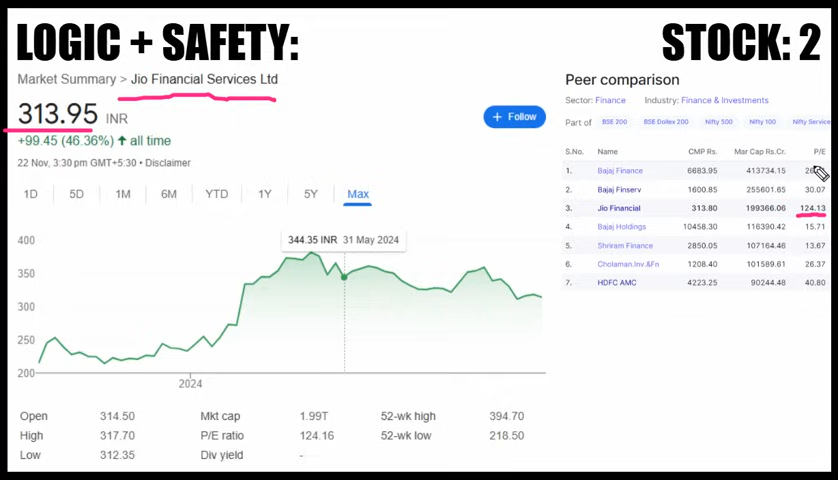 LOGIC + SAFETY:
STOCK: 2
Market Summary > Jio Financial Services Ltd
313.95 INR
+ Follow
+99.45 (46.36%) ↑ all time
22 Nov, 3:30 pm GMT+5:30 • Disclaimer
1D 5D 1M 6M YTD 1Y 5Y Max
344.35 INR 31 May 2024
400
350
300
250
200
2024
Open 314.50 Mkt cap 1.99T 52-wk high 394.70
High 317.70 P/E ratio 124.16 52-wk low 218.50
Low 312.35 Div yield -
Peer comparison
Sector: Finance Industry: Finance & Investments
Part of BSE 200 BSE Dollex 200 Nifty 500 Nifty 100 Nifty Service
S.No. Name CMP Rs. Mar Cap Rs.Cr. P/E
1. Bajaj Finance 6683.95 413734.15
2. Bajaj Finserv 1600.85 255601.65 30.07
3. Jio Financial 313.80 199366.06 124.13
4. Bajaj Holdings 10458.30 116390.42 15.71
5. Shriram Finance 2850.05 107164.46 13.67
6. Cholaman.Inv.&Fn 1208.40 101589.61 26.37
7. HDFC AMC 4223.25 90244.48 40.80